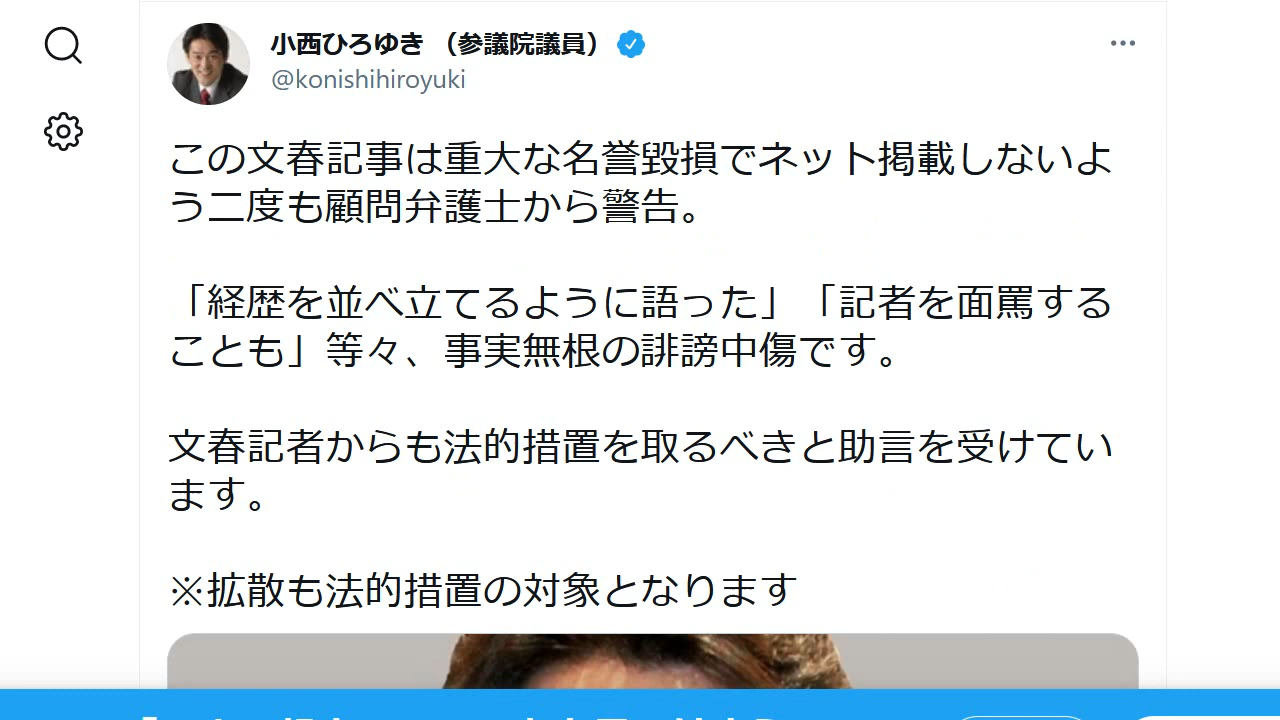 小西ひろゆき （参議院議員）
@konishihiroyuki
この文春記事は重大な名誉毀損でネット掲載しないよ
う二度も顧問弁護士から警告。
「経歴を並べ立てるように語った」「記者を面罵する
ことも」等々、事実無根の誹謗中傷です。
文春記者からも法的措置を取るべきと助言を受けてい
ます。
※拡散も法的措置の対象となります